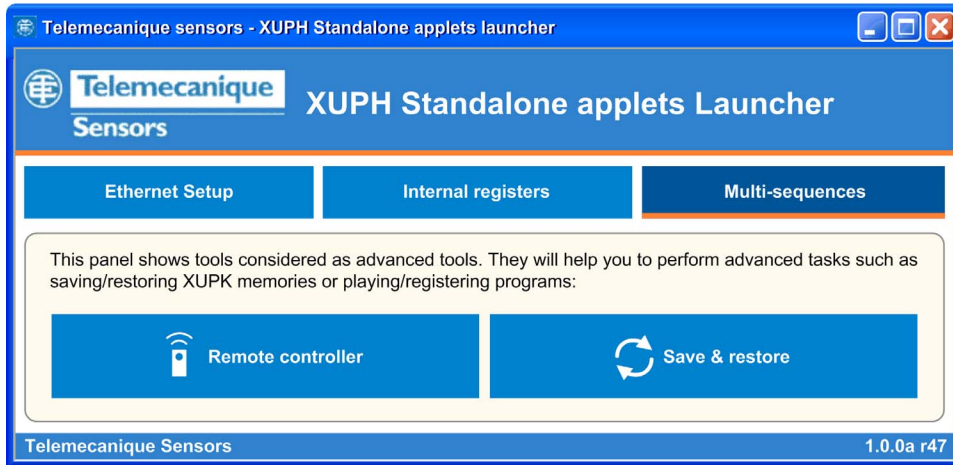 Telemecanique sensors - XUPH Standalone applets launcher
Telemecanique
Sensors
XUPH Standalone applets Launcher
Ethernet Setup
Internal registers
Multi-sequences
This panel shows tools considered as advanced tools. They will help you to perform advanced tasks such as
saving/restoring XUPK memories or playing/registering programs:
Remote controller
Save & restore
Telemecanique Sensors
1.0.0a r47